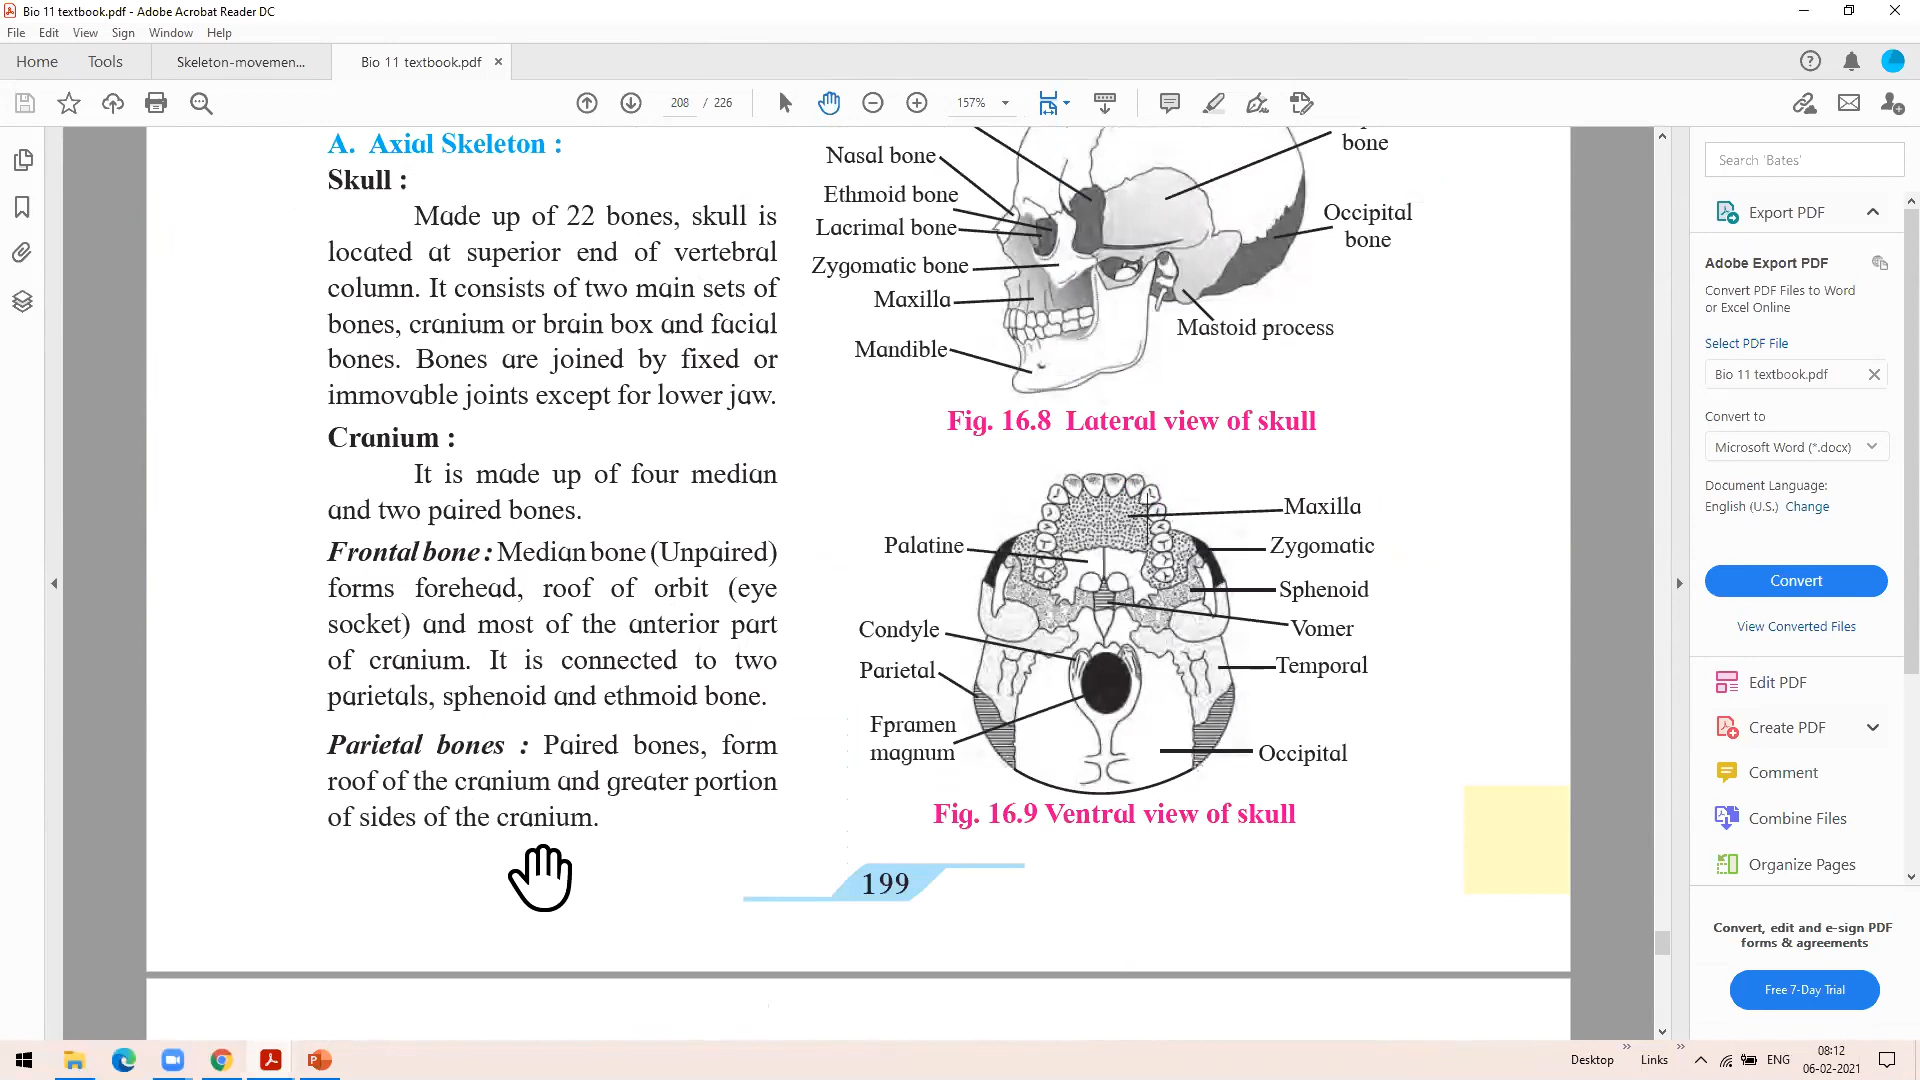 Bio 11 textbook.pdf - Adobe Acrobat Reader DC
File Edit View Sign Window Help
Home Tools Skeleton-movemen... Bio 11 textbook.pdf ×
208 / 226 157%
A. Axial Skeleton :
Skull :
Made up of 22 bones, skull is
located at superior end of vertebral
column. It consists of two main sets of
bones, cranium or brain box and facial
bones. Bones are joined by fixed or
immovable joints except for lower jaw.
Cranium :
It is made up of four median
and two paired bones.
Frontal bone : Median bone (Unpaired)
forms forehead, roof of orbit (eye
socket) and most of the anterior part
of cranium. It is connected to two
parietals, sphenoid and ethmoid bone.
Parietal bones : Paired bones, form
roof of the cranium and greater portion
of sides of the cranium.
Nasal bone
Ethmoid bone
Lacrimal bone
Zygomatic bone
Maxilla
Mandible
bone
Occipital
bone
Mastoid process
Fig. 16.8 Lateral view of skull
Palatine
Condyle
Parietal
Fpramen
magnum
Maxilla
Zygomatic
Sphenoid
Vomer
Temporal
Occipital
Fig. 16.9 Ventral view of skull
199
Search 'Bates'
Export PDF
Adobe Export PDF
Convert PDF Files to Word
or Excel Online
Select PDF File
Bio 11 textbook.pdf
Convert to
Microsoft Word (*.docx)
Document Language:
English (U.S.) Change
Convert
View Converted Files
Edit PDF
Create PDF
Comment
Combine Files
Organize Pages
Convert, edit and e-sign PDF
forms & agreements
Free 7-Day Trial
Desktop Links ENG
08:12
06-02-2021